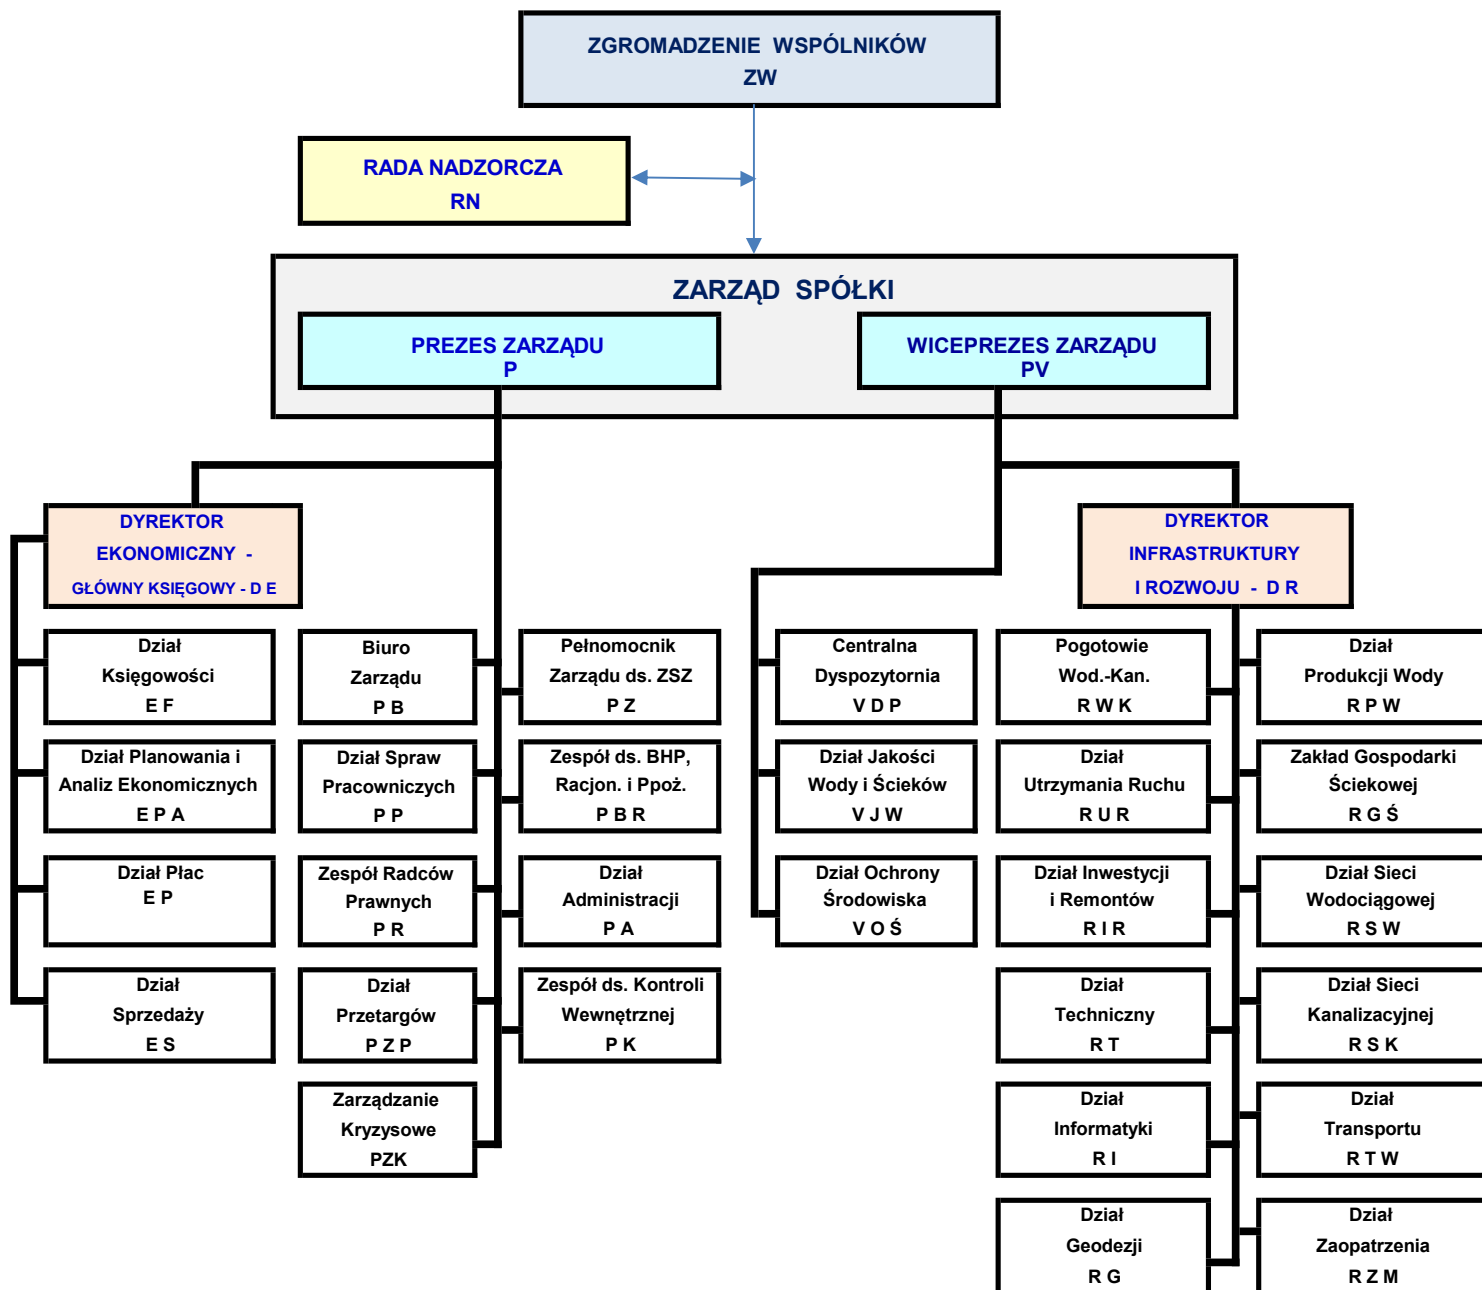 ZGROMADZENIE WSPÓLNIKÓW
ZW
RADA NADZORCZA
RN
ZARZĄD SPÓŁKI
PREZES ZARZĄDU
P
WICEPREZES ZARZĄDU
PV
DYREKTOR
EKONOMICZNY -
GŁÓWNY KSIĘGOWY - D E
DYREKTOR
INFRASTRUKTURY
I ROZWOJU - D R
Dział
Księgowości
E F
Biuro
Zarządu
P B
Pełnomocnik
Zarządu ds. ZSZ
P Z
Centralna
Dyspozytornia
V D P
Pogotowie
Wod.-Kan.
R W K
Dział
Produkcji Wody
R P W
Dział Planowania i
Analiz Ekonomicznych
E P A
Dział Spraw
Pracowniczych
P P
Zespół ds. BHP,
Racjon. i Ppoż.
P B R
Dział Jakości
Wody i Ścieków
V J W
Dział
Utrzymania Ruchu
R U R
Zakład Gospodarki
Ściekowej
R G Ś
Dział Płac
E P
Zespół Radców
Prawnych
P R
Dział
Administracji
P A
Dział Ochrony
Środowiska
V O Ś
Dział Inwestycji
i Remontów
R I R
Dział Sieci
Wodociągowej
R S W
Dział
Sprzedaży
E S
Dział
Przetargów
P Z P
Zespół ds. Kontroli
Wewnętrznej
P K
Dział
Techniczny
R T
Dział Sieci
Kanalizacyjnej
R S K
Zarządzanie
Kryzysowe
PZK
Dział
Informatyki
R I
Dział
Transportu
R T W
Dział
Geodezji
R G
Dział
Zaopatrzenia
R Z M